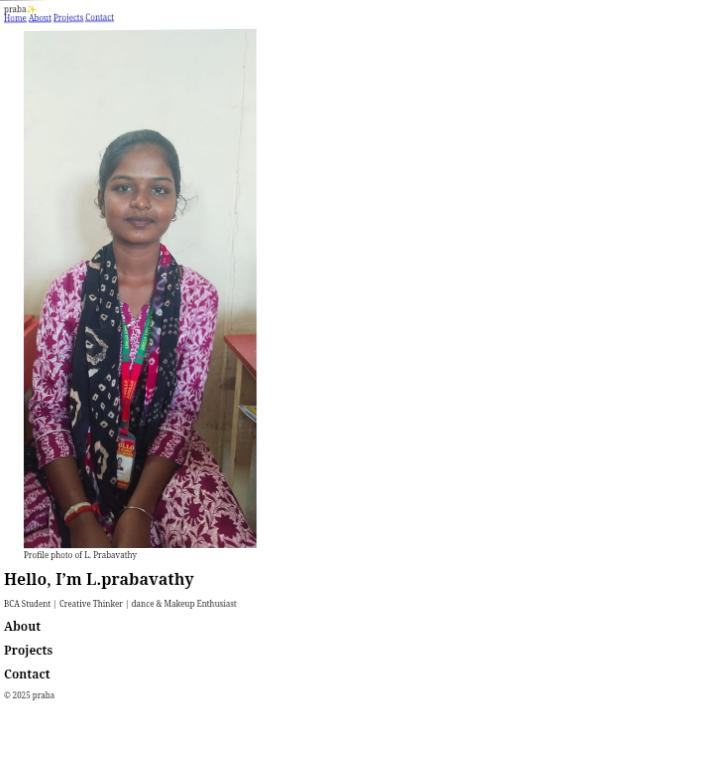 praba✨
Home About Projects Contact
Profile photo of L. Prabavathy
Hello, I’m L.prabavathy
BCA Student | Creative Thinker | dance & Makeup Enthusiast
About
Projects
Contact
© 2025 praba